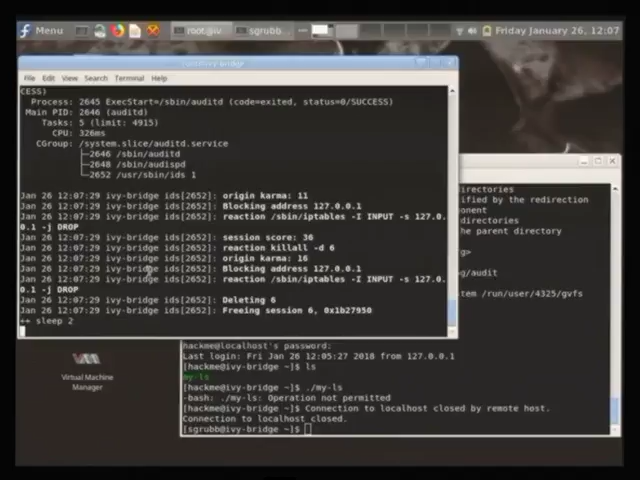 Menu
root@iv
sgrubb...
Friday January 26, 12:07
File Edit View Search Terminal Help
CESS)
Process: 2645 ExecStart=/sbin/auditd (code=exited, status=0/SUCCESS)
Main PID: 2646 (auditd)
Tasks: 5 (limit: 4915)
CPU: 326ms
CGroup: /system.slice/auditd.service
├─2646 /sbin/auditd
├─2648 /sbin/audispd
└─2652 /usr/sbin/ids 1
Jan 26 12:07:29 ivy-bridge ids[2652]: origin karma: 11
Jan 26 12:07:29 ivy-bridge ids[2652]: Blocking address 127.0.0.1
Jan 26 12:07:29 ivy-bridge ids[2652]: reaction /sbin/iptables -I INPUT -s 127.0.
0.1 -j DROP
Jan 26 12:07:29 ivy-bridge ids[2652]: session score: 36
Jan 26 12:07:29 ivy-bridge ids[2652]: reaction killall -d 6
Jan 26 12:07:29 ivy-bridge ids[2652]: origin karma: 16
Jan 26 12:07:29 ivy-bridge ids[2652]: Blocking address 127.0.0.1
Jan 26 12:07:29 ivy-bridge ids[2652]: reaction /sbin/iptables -I INPUT -s 127.0.
0.1 -j DROP
Jan 26 12:07:29 ivy-bridge ids[2652]: Deleting 6
Jan 26 12:07:29 ivy-bridge ids[2652]: Freeing session 6, 0x1b27950
++ sleep 2
directories
ified by the redirection
ponent
directories
he parent directory
g>
g/audit
tem /run/user/4325/gvfs
hackme@localhost's password:
Last login: Fri Jan 26 12:05:27 2018 from 127.0.0.1
[hackme@ivy-bridge ~]$ ls
my-ls
[hackme@ivy-bridge ~]$ ./my-ls
-bash: ./my-ls: Operation not permitted
[hackme@ivy-bridge ~]$ Connection to localhost closed by remote host.
Connection to localhost closed.
[sgrubb@ivy-bridge ~]$
Virtual Machine
Manager